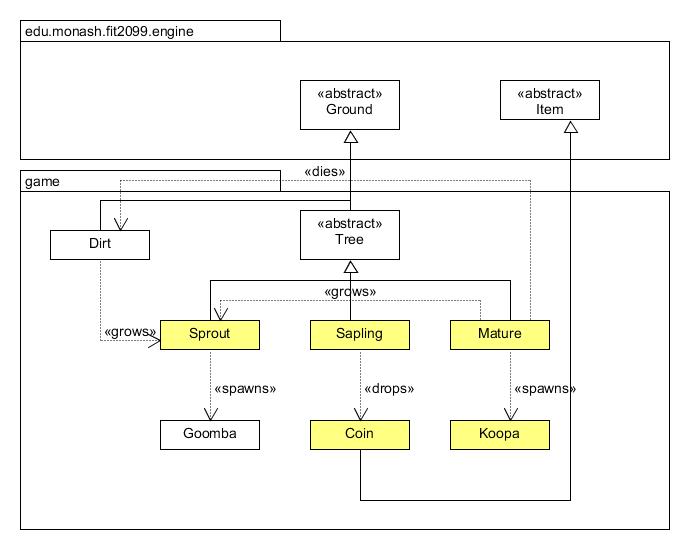 edu.monash.fit2099.engine
«abstract»
Ground
«abstract»
Item
game
«dies»
Dirt
«abstract»
Tree
«grows»
«grows»
Sprout
Sapling
Mature
«spawns»
«drops»
«spawns»
Goomba
Coin
Koopa